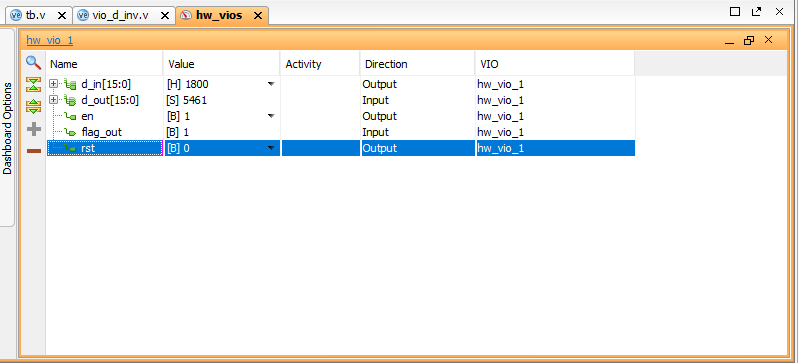 tb.v vio_d_inv.v hw_vios
hw_vio_1
Dashboard Options
Name Value Activity Direction VIO
d_in[15:0] [H] 1800 Output hw_vio_1
d_out[15:0] [S] 5461 Input hw_vio_1
en [B] 1 Output hw_vio_1
flag_out [B] 1 Input hw_vio_1
rst [B] 0 Output hw_vio_1